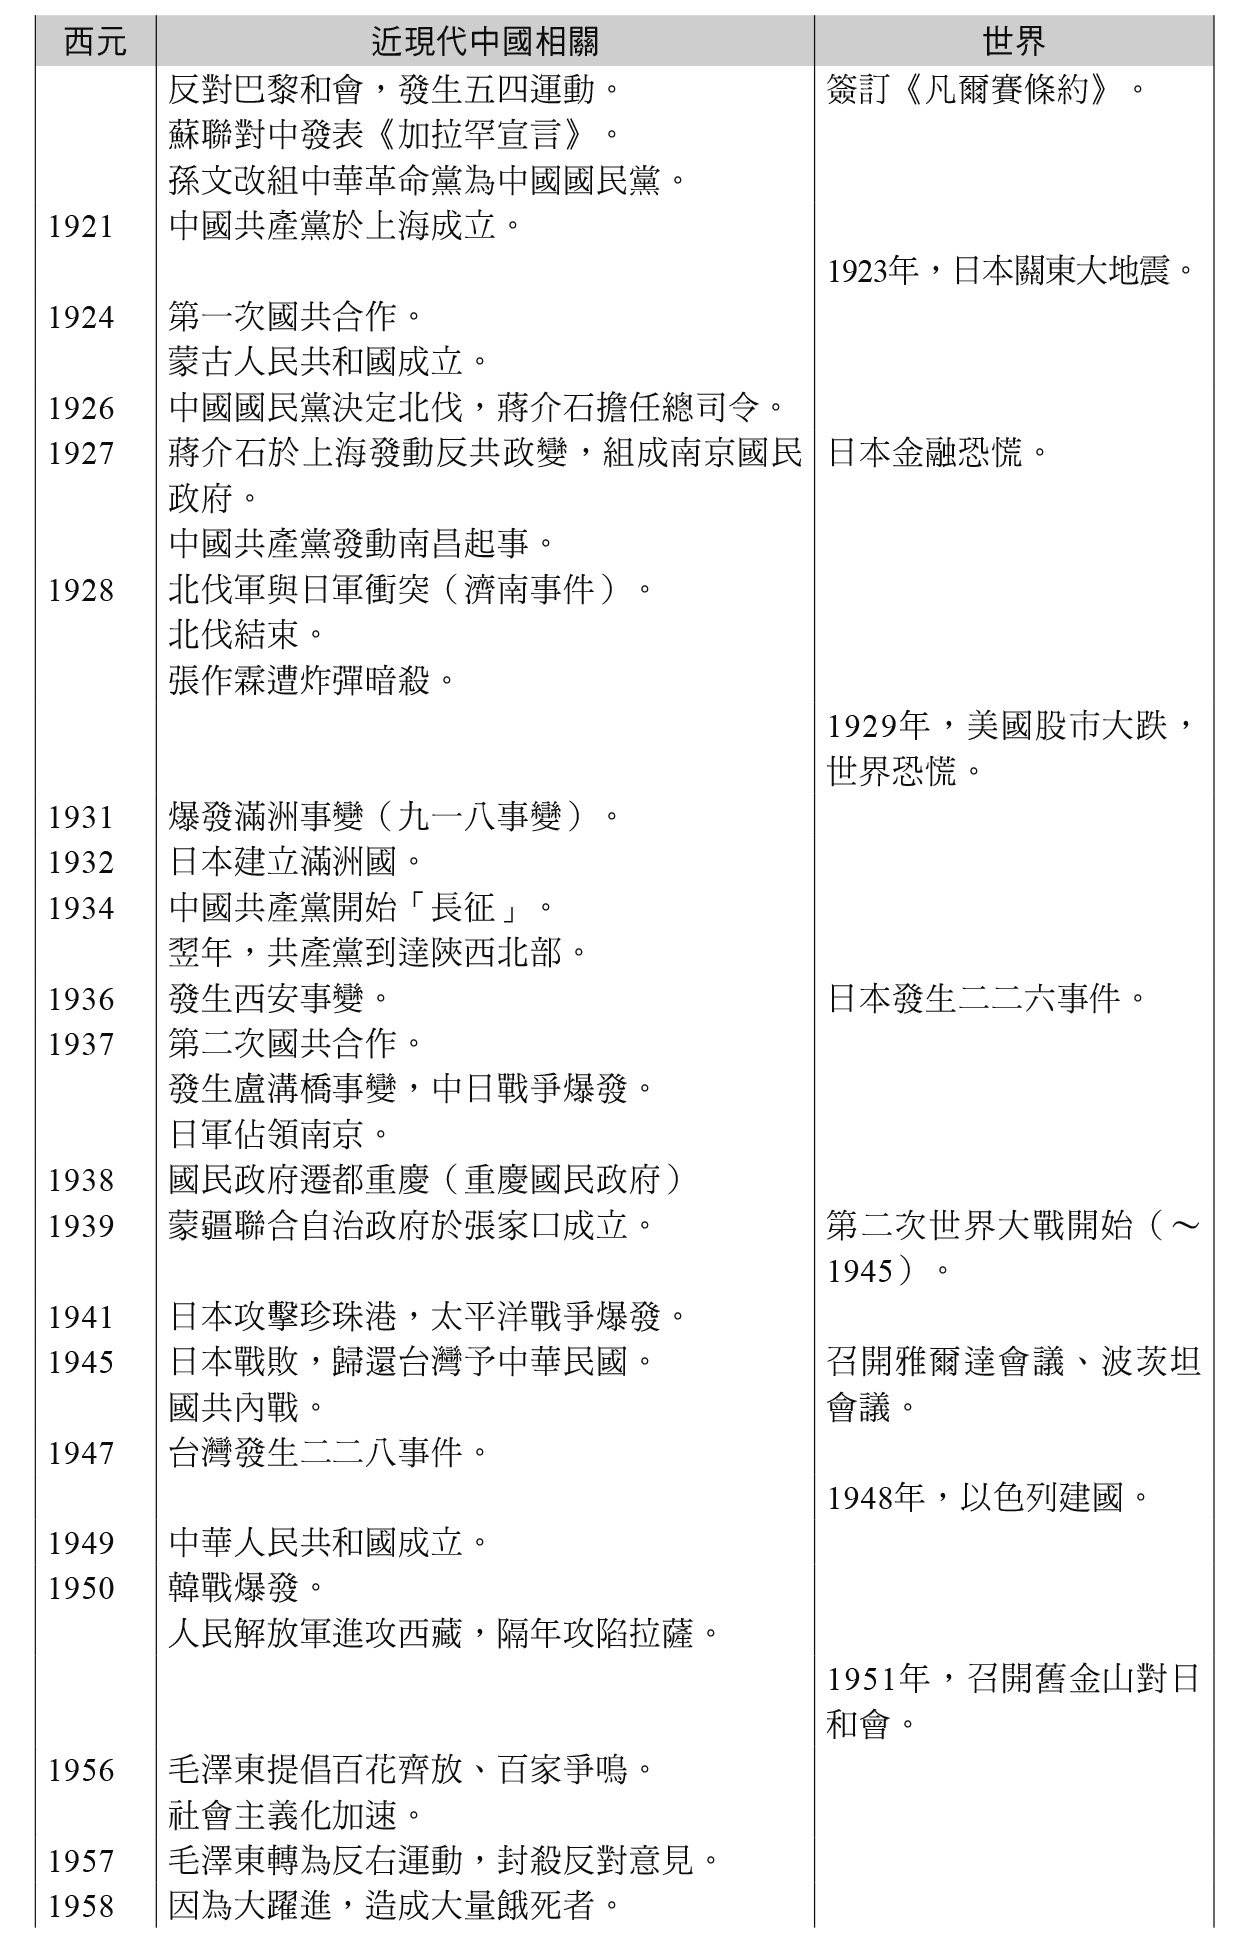 西元 近現代中國相關 世界
反對巴黎和會，發生五四運動。 簽訂《凡爾賽條約》。
蘇聯對中發表《加拉罕宣言》。
孫文改組中華革命黨為中國國民黨。
1921 中國共產黨於上海成立。
1923年，日本關東大地震。
1924 第一次國共合作。
蒙古人民共和國成立。
1926 中國國民黨決定北伐，蔣介石擔任總司令。
1927 蔣介石於上海發動反共政變，組成南京國民 日本金融恐慌。
政府。
中國共產黨發動南昌起事。
1928 北伐軍與日軍衝突（濟南事件）。
北伐結束。
張作霖遭炸彈暗殺。
1929年，美國股市大跌，
世界恐慌。
1931 爆發滿洲事變（九一八事變）。
1932 日本建立滿洲國。
1934 中國共產黨開始「長征」。
翌年，共產黨到達陝西北部。
1936 發生西安事變。 日本發生二二六事件。
1937 第二次國共合作。
發生盧溝橋事變，中日戰爭爆發。
日軍佔領南京。
1938 國民政府遷都重慶（重慶國民政府）
1939 蒙疆聯合自治政府於張家口成立。 第二次世界大戰開始（～
1945）。
1941 日本攻擊珍珠港，太平洋戰爭爆發。
1945 日本戰敗，歸還台灣予中華民國。 召開雅爾達會議、波茨坦
國共內戰。 會議。
1947 台灣發生二二八事件。
1948年，以色列建國。
1949 中華人民共和國成立。
1950 韓戰爆發。
人民解放軍進攻西藏，隔年攻陷拉薩。
1951年，召開舊金山對日
和會。
1956 毛澤東提倡百花齊放、百家爭鳴。
社會主義化加速。
1957 毛澤東轉為反右運動，封殺反對意見。
1958 因為大躍進，造成大量餓死者。